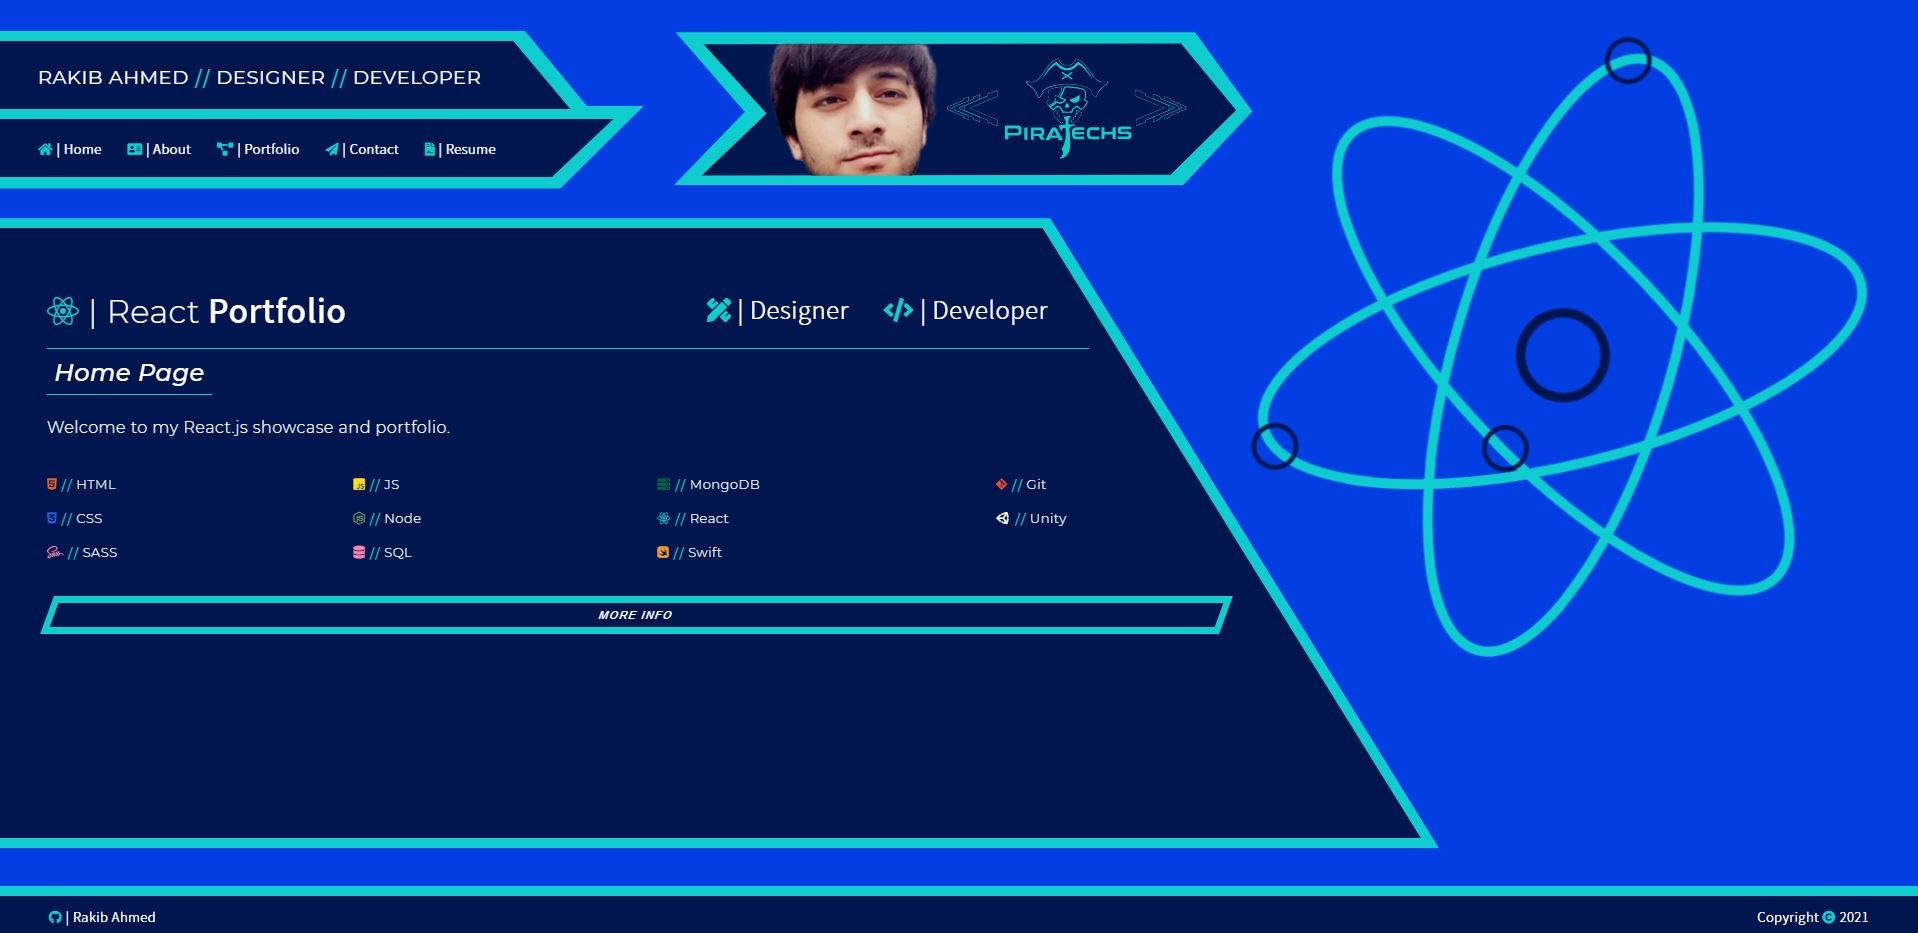 RAKIB AHMED // DESIGNER // DEVELOPER
| Home | About | Portfolio | Contact | Resume
PIRATECHS
| React Portfolio
| Designer | Developer
Home Page
Welcome to my React.js showcase and portfolio.
// HTML // JS // MongoDB // Git
// CSS // Node // React // Unity
// SASS // SQL // Swift
MORE INFO
| Rakib Ahmed
Copyright © 2021